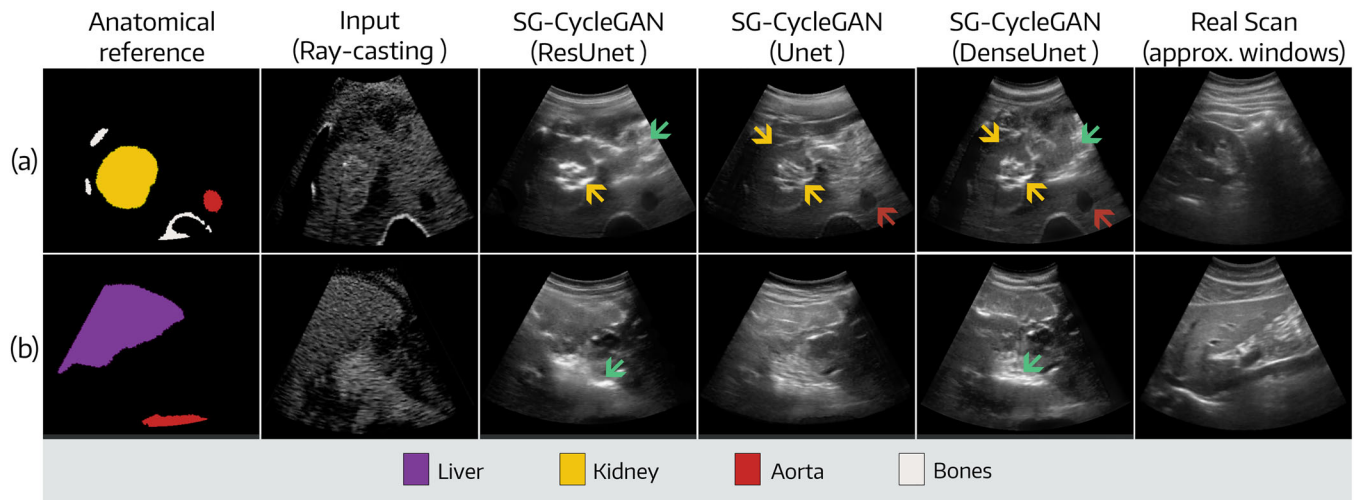 Anatomical
reference
Input
(Ray-casting )
SG-CycleGAN
(ResUnet )
SG-CycleGAN
(Unet )
SG-CycleGAN
(DenseUnet )
Real Scan
(approx. windows)
(a)
(b)
Liver
Kidney
Aorta
Bones